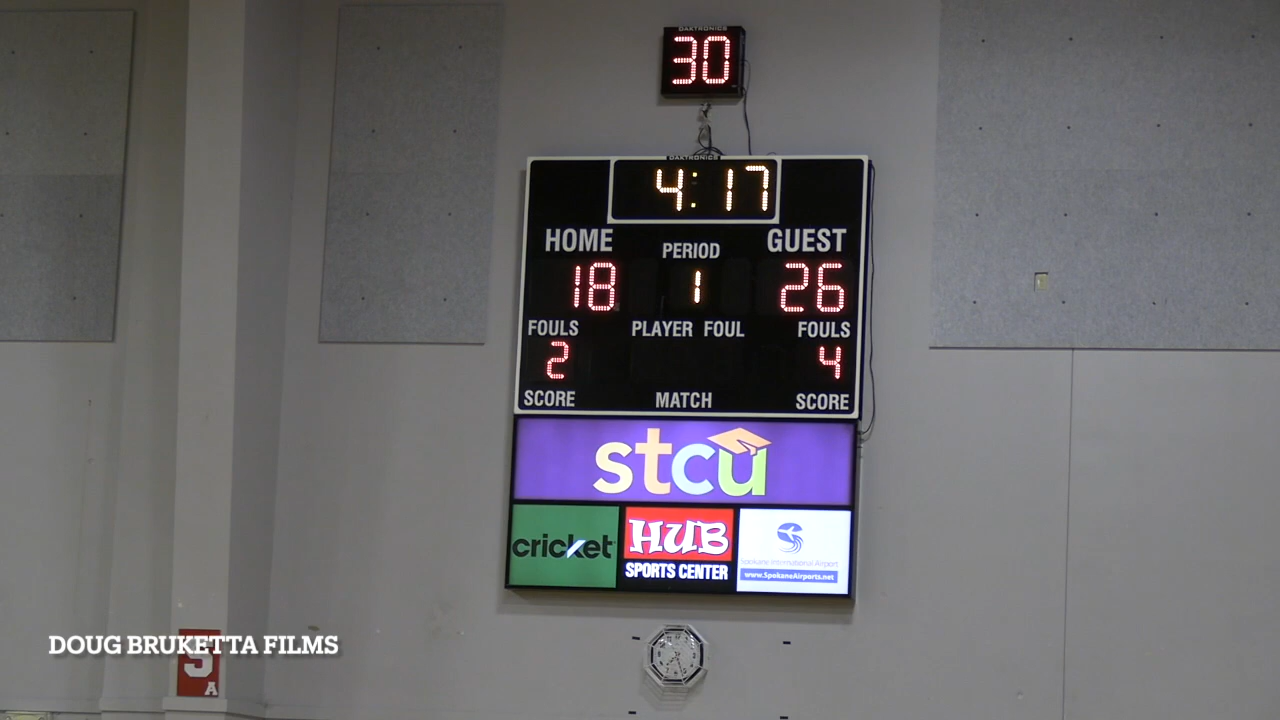 DAKTRONICS
30
DAKTRONICS
4:17
HOME PERIOD GUEST
18 1 26
FOULS PLAYER FOUL FOULS
2 4
SCORE MATCH SCORE
stcu
cricket
HUB
SPORTS CENTER
spokane international Airport
www.SpokaneAirports.net
DOUG BRUKETTA FILMS
5
A